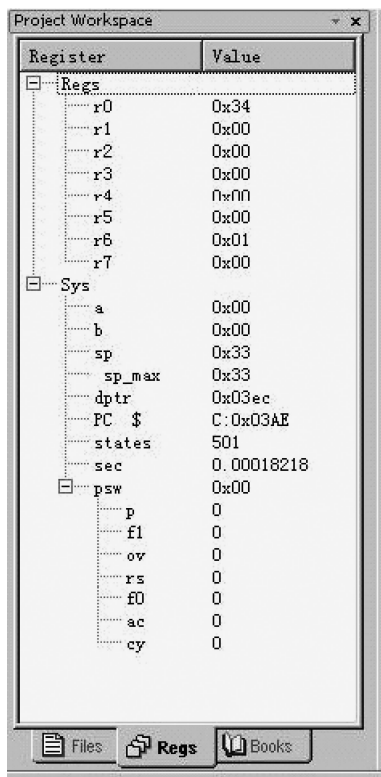 Project Workspace
Register Value
Regs
r0 0x34
r1 0x00
r2 0x00
r3 0x00
r4 0x00
r5 0x00
r6 0x01
r7 0x00
Sys
a 0x00
b 0x00
sp 0x33
sp_max 0x33
dptr 0x03ec
PC $ C:0x03AE
states 501
sec 0.00018218
psw 0x00
p 0
f1 0
ov 0
rs 0
f0 0
ac 0
cy 0
Files Regs Books